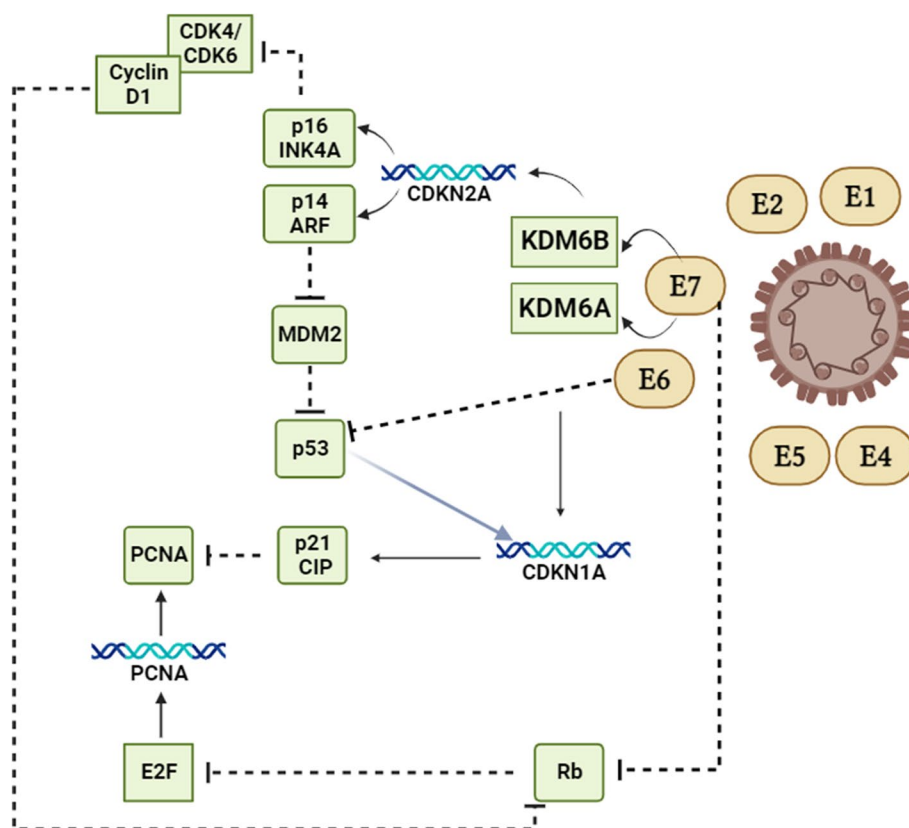 CDK4/
CDK6
Cyclin
D1
p16
INK4A
CDKN2A
p14
ARF
E2
E1
KDM6B
E7
KDM6A
MDM2
E6
p53
E5
E4
PCNA
p21
CIP
CDKN1A
PCNA
E2F
Rb